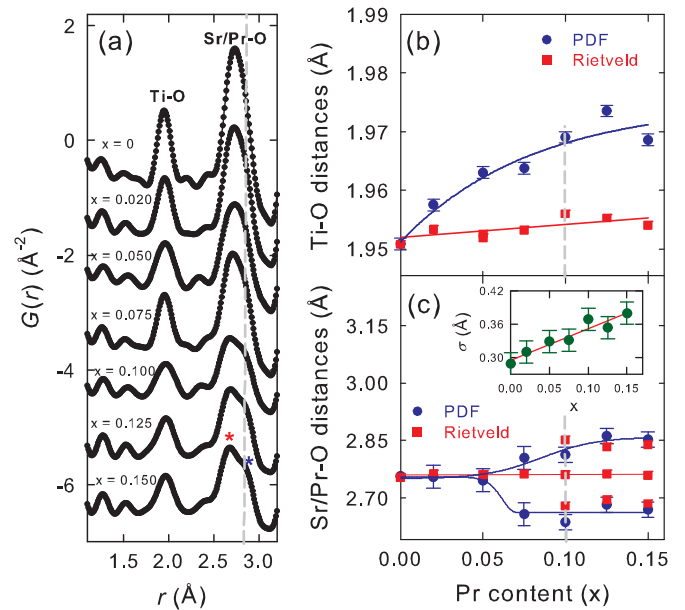 (a)
Sr/Pr-O
Ti-O
x = 0
x = 0.020
x = 0.050
x = 0.075
x = 0.100
x = 0.125
x = 0.150
*
*
2
0
-2
-4
-6
G(r) (Å⁻²)
1.5 2.0 2.5 3.0
r (Å)
(b)
PDF
Rietveld
1.99
1.98
1.97
1.96
1.95
Ti-O distances (Å)
(c)
0.42
0.36
0.30
σ (Å)
0.00 0.05 0.10 0.15
x
PDF
Rietveld
3.15
3.00
2.85
2.70
Sr/Pr-O distances (Å)
0.00 0.05 0.10 0.15
Pr content (x)